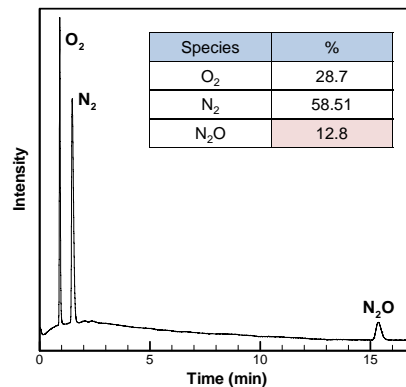 O₂
N₂
Species %
O₂ 28.7
N₂ 58.51
N₂O 12.8
Intensity
N₂O
0 5 10 15
Time (min)